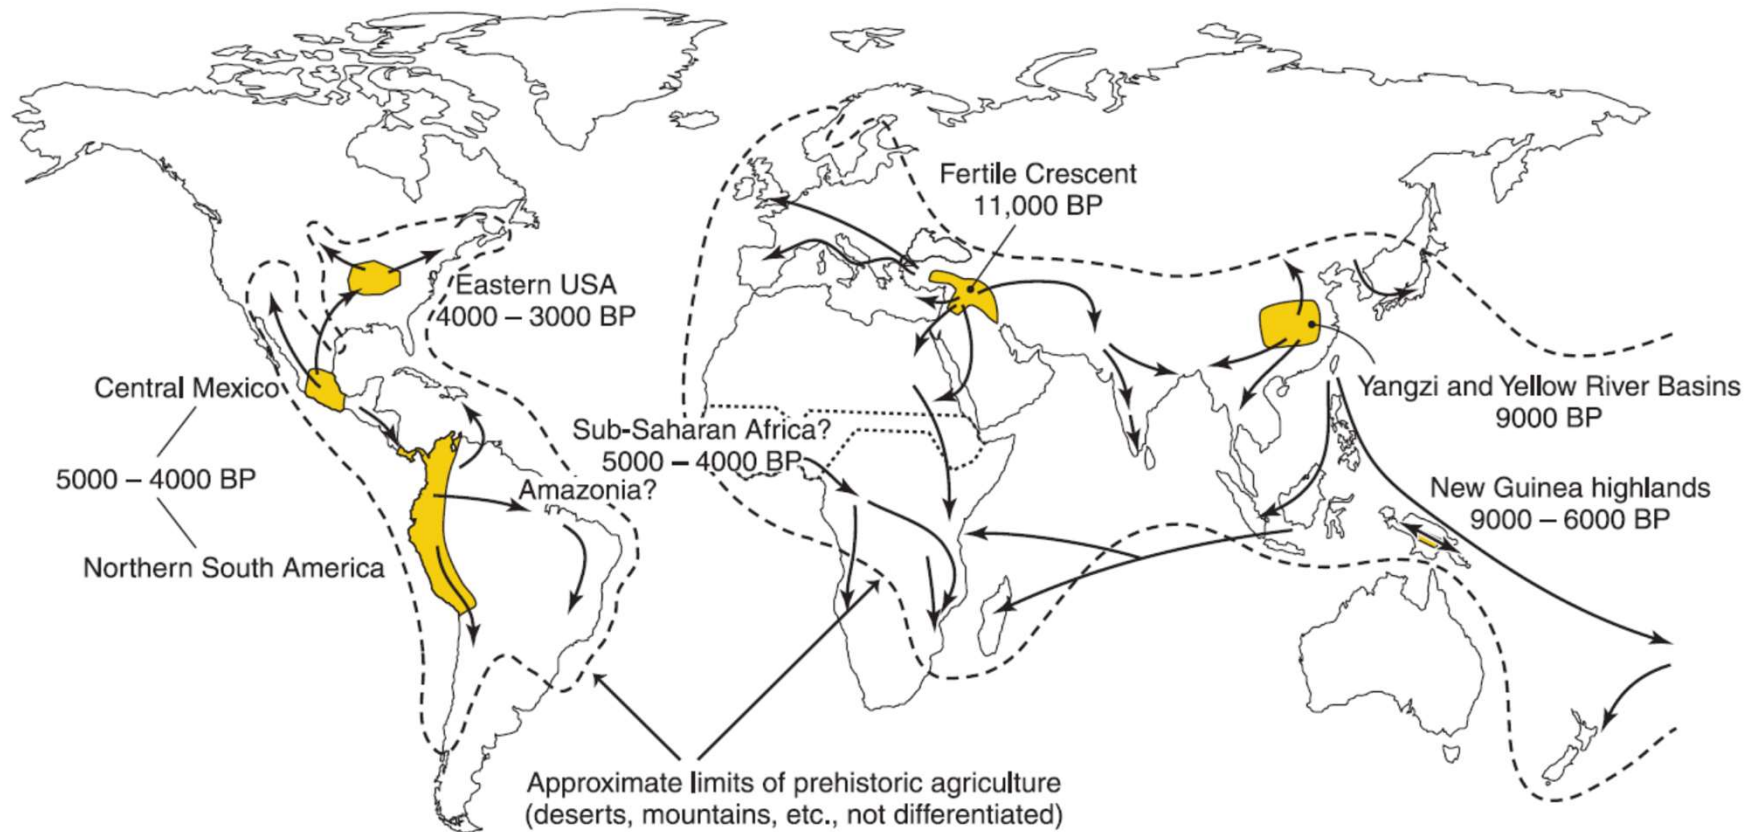 Fertile Crescent
11,000 BP
Eastern USA
4000 – 3000 BP
Central Mexico
Yangzi and Yellow River Basins
9000 BP
Sub-Saharan Africa?
5000 – 4000 BP
5000 – 4000 BP
Amazonia?
New Guinea highlands
9000 – 6000 BP
Northern South America
Approximate limits of prehistoric agriculture
(deserts, mountains, etc., not differentiated)